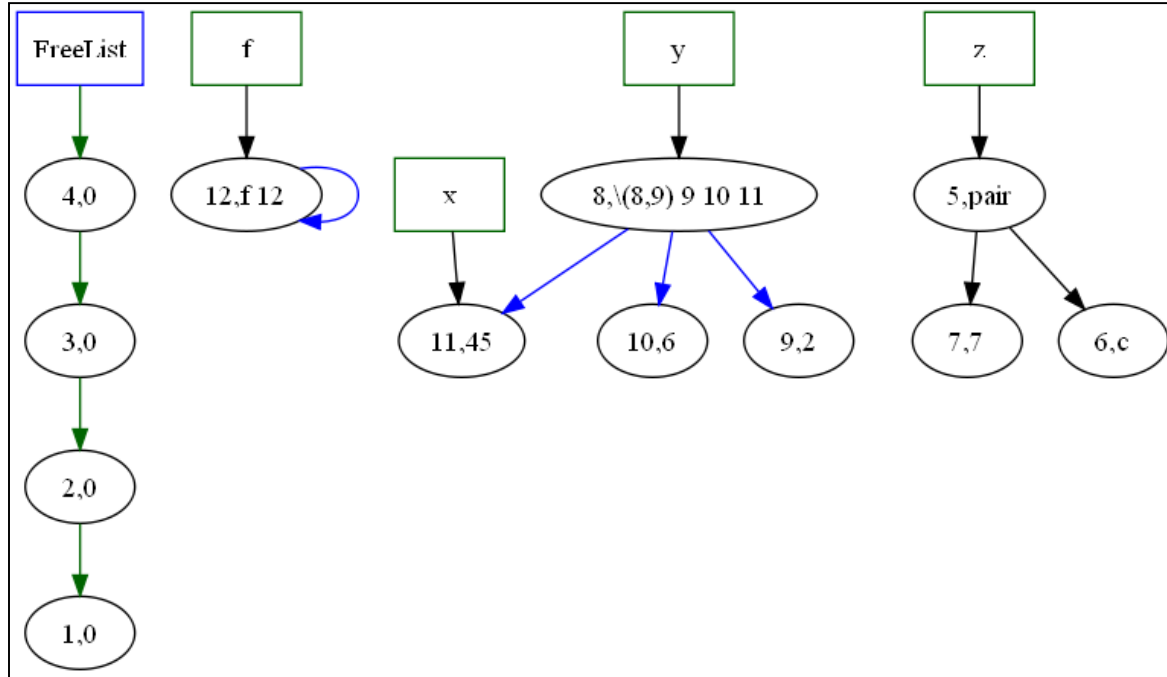 FreeList
f
y
z
x
4,0
12,f 12
8,\(8,9) 9 10 11
5,pair
3,0
11,45
10,6
9,2
7,7
6,c
2,0
1,0